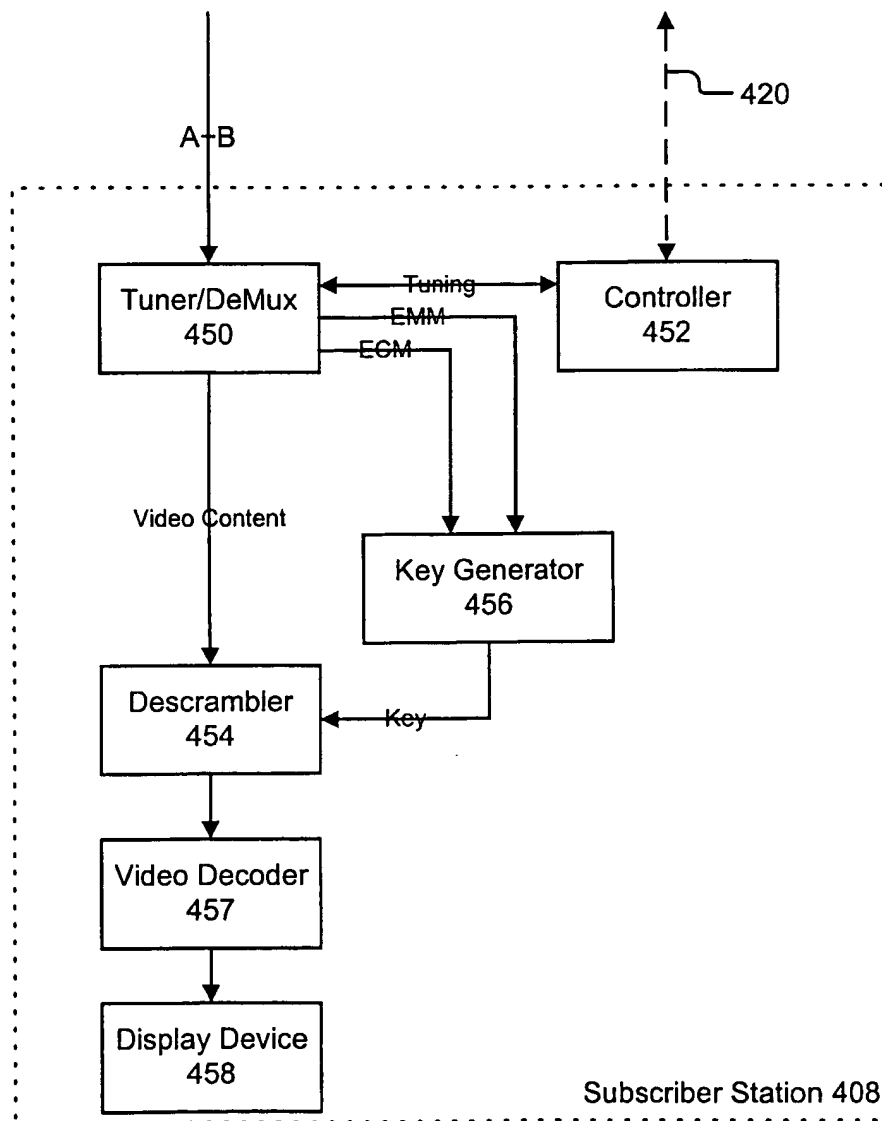 420
A-B
Tuner/DeMux
450
Tuning
EMM
ECM
Controller
452
Video Content
Key Generator
456
Descrambler
454
Key
Video Decoder
457
Display Device
458
Subscriber Station 408